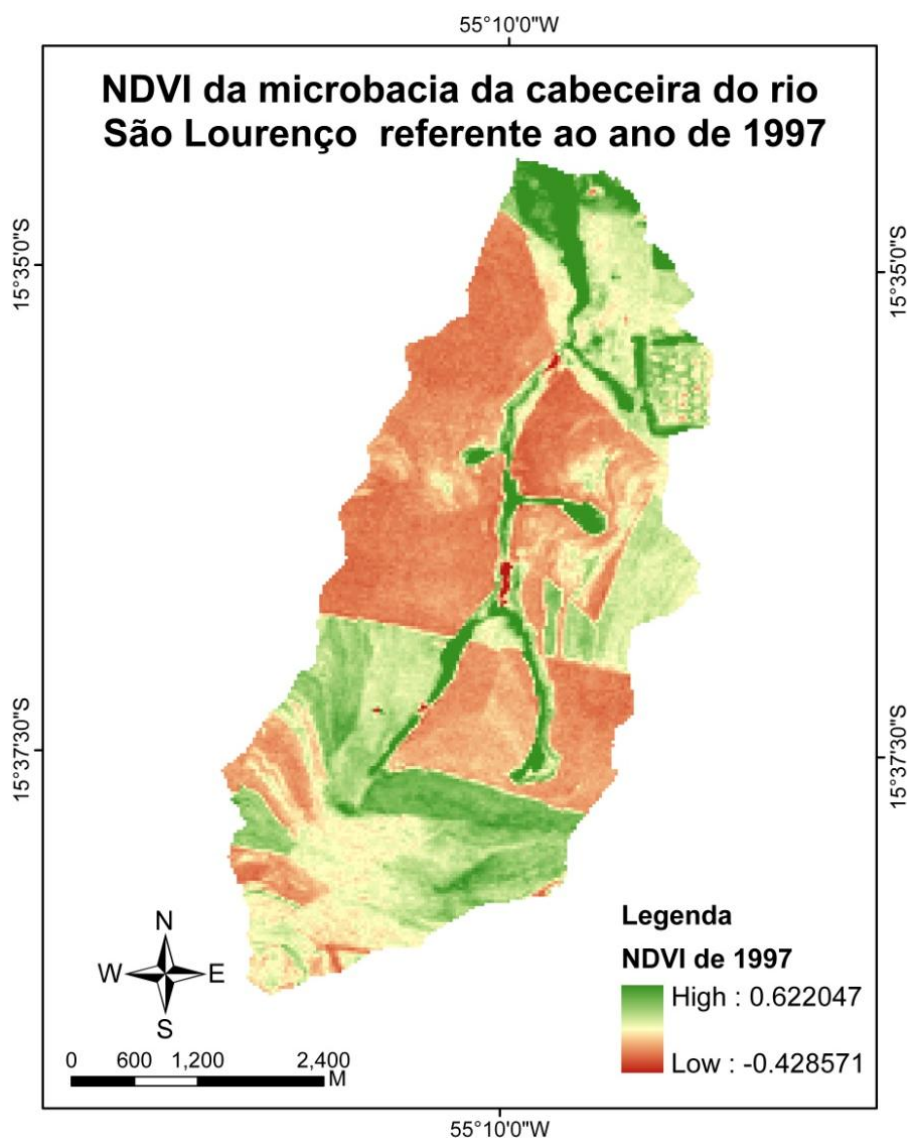 55°10'0"W
NDVI da microbacia da cabeceira do rio
São Lourenço referente ao ano de 1997
15°35'0"S
15°35'0"S
15°37'30"S
15°37'30"S
Legenda
NDVI de 1997
High : 0.622047
Low : -0.428571
N
W E
S
0 600 1,200 2,400
M
55°10'0"W